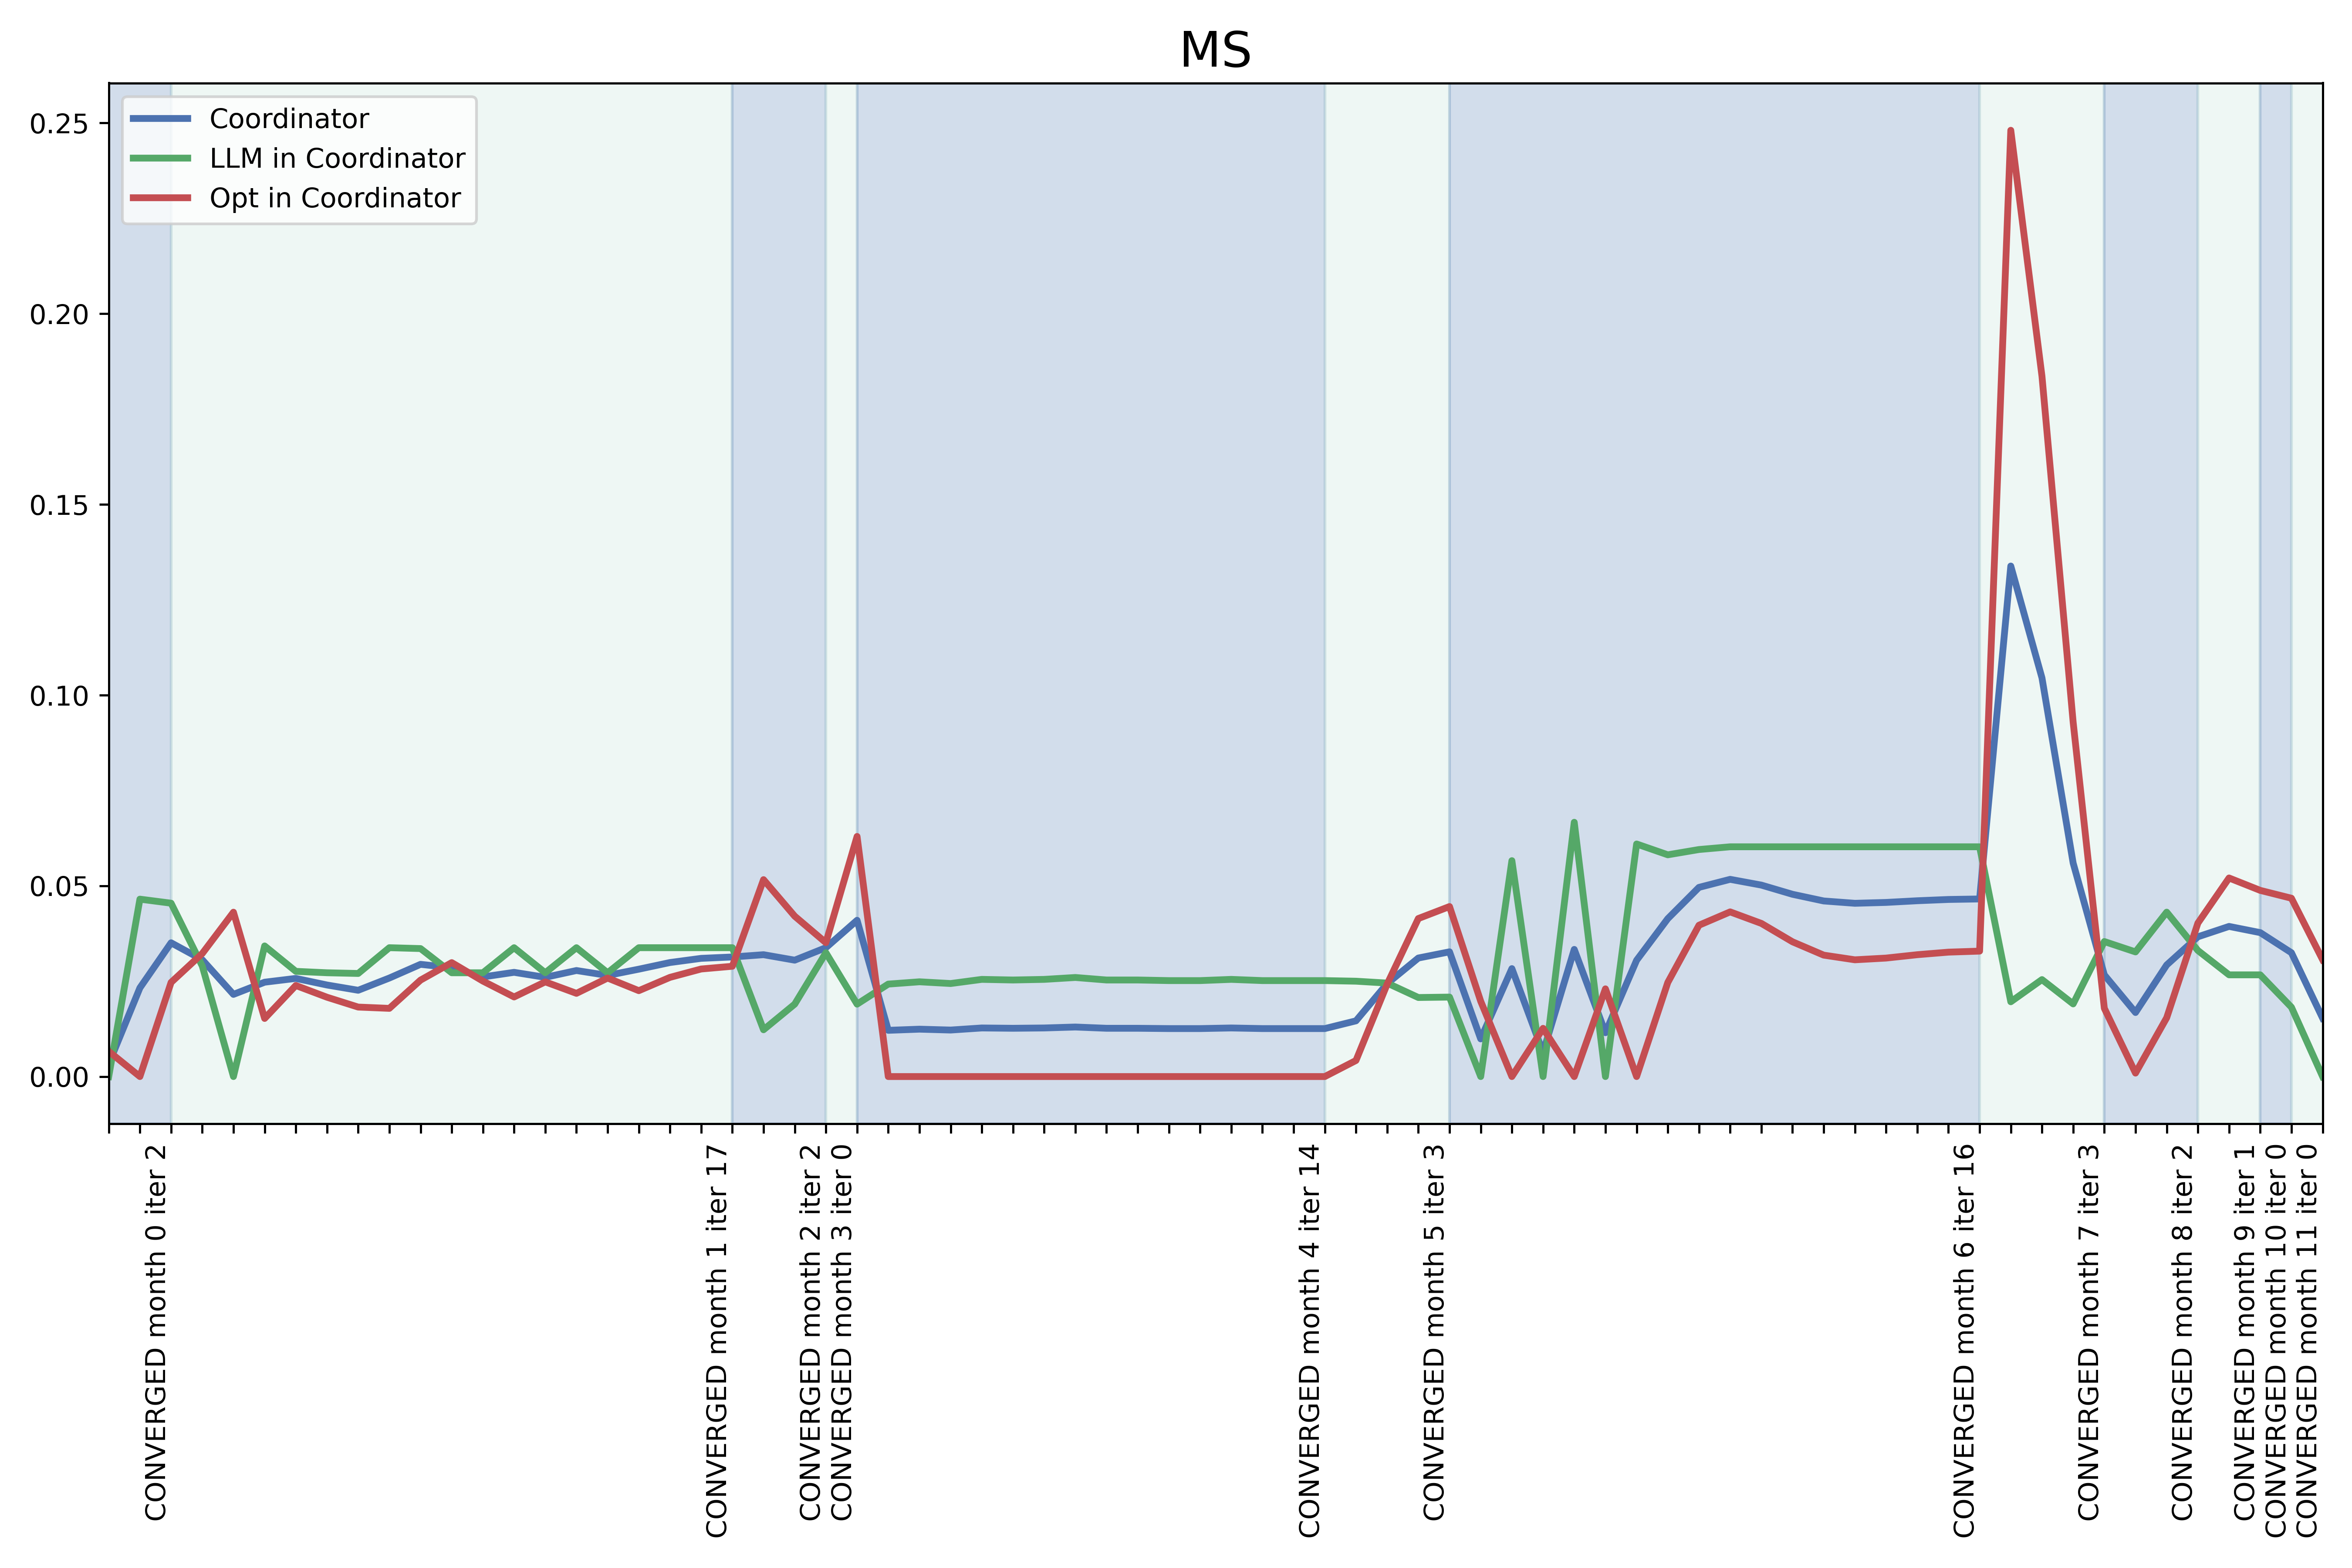 MS
0.25
0.20
0.15
0.10
0.05
0.00
Coordinator
LLM in Coordinator
Opt in Coordinator
CONVERGED month 0 iter 2
CONVERGED month 1 iter 17
CONVERGED month 2 iter 2
CONVERGED month 3 iter 0
CONVERGED month 4 iter 14
CONVERGED month 5 iter 3
CONVERGED month 6 iter 16
CONVERGED month 7 iter 3
CONVERGED month 8 iter 2
CONVERGED month 9 iter 1
CONVERGED month 10 iter 0
CONVERGED month 11 iter 0